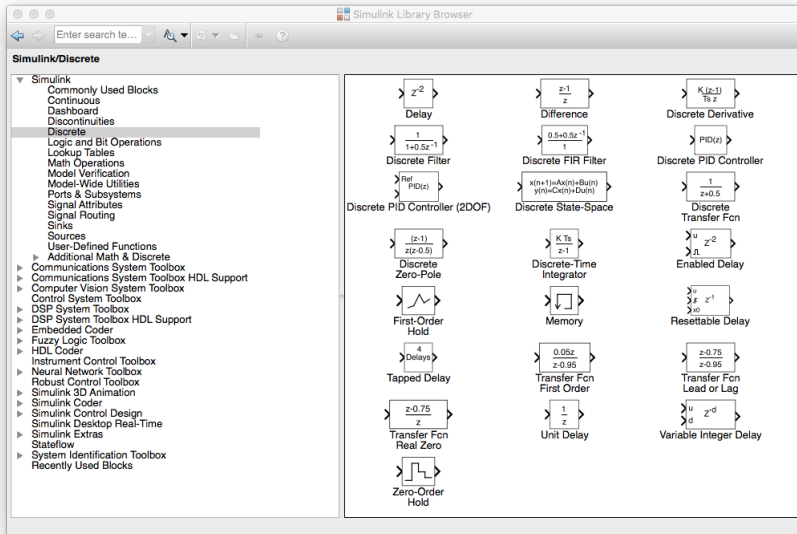 Simulink Library Browser
Enter search te...
Simulink/Discrete
Simulink
Commonly Used Blocks
Continuous
Dashboard
Discontinuities
Discrete
Logic and Bit Operations
Lookup Tables
Math Operations
Model Verification
Model-Wide Utilities
Ports & Subsystems
Signal Attributes
Signal Routing
Sinks
Sources
User-Defined Functions
Additional Math & Discrete
Communications System Toolbox
Communications System Toolbox HDL Support
Computer Vision System Toolbox
Control System Toolbox
DSP System Toolbox
DSP System Toolbox HDL Support
Embedded Coder
Fuzzy Logic Toolbox
HDL Coder
Instrument Control Toolbox
Neural Network Toolbox
Robust Control Toolbox
Simulink 3D Animation
Simulink Coder
Simulink Control Design
Simulink Desktop Real-Time
Simulink Extras
Stateflow
System Identification Toolbox
Recently Used Blocks
z-2
Delay
z-1
z
Difference
K (z-1)
Ts z
Discrete Derivative
1
1+0.5z-1
Discrete Filter
0.5+0.5z-1
1
Discrete FIR Filter
PID(z)
Discrete PID Controller
Ref
PID(z)
Discrete PID Controller (2DOF)
x(n+1)=Ax(n)+Bu(n)
y(n)=Cx(n)+Du(n)
Discrete State-Space
1
z+0.5
Discrete
Transfer Fcn
(z-1)
z(z-0.5)
Discrete
Zero-Pole
K Ts
z-1
Discrete-Time
Integrator
u
z-2
Enabled Delay
First-Order
Hold
Memory
u
z-1
x0
Resettable Delay
4
Delays
Tapped Delay
0.05z
z-0.95
Transfer Fcn
First Order
z-0.75
z-0.95
Transfer Fcn
Lead or Lag
z-0.75
z
Transfer Fcn
Real Zero
1
z
Unit Delay
u
z-d
d
Variable Integer Delay
Zero-Order
Hold